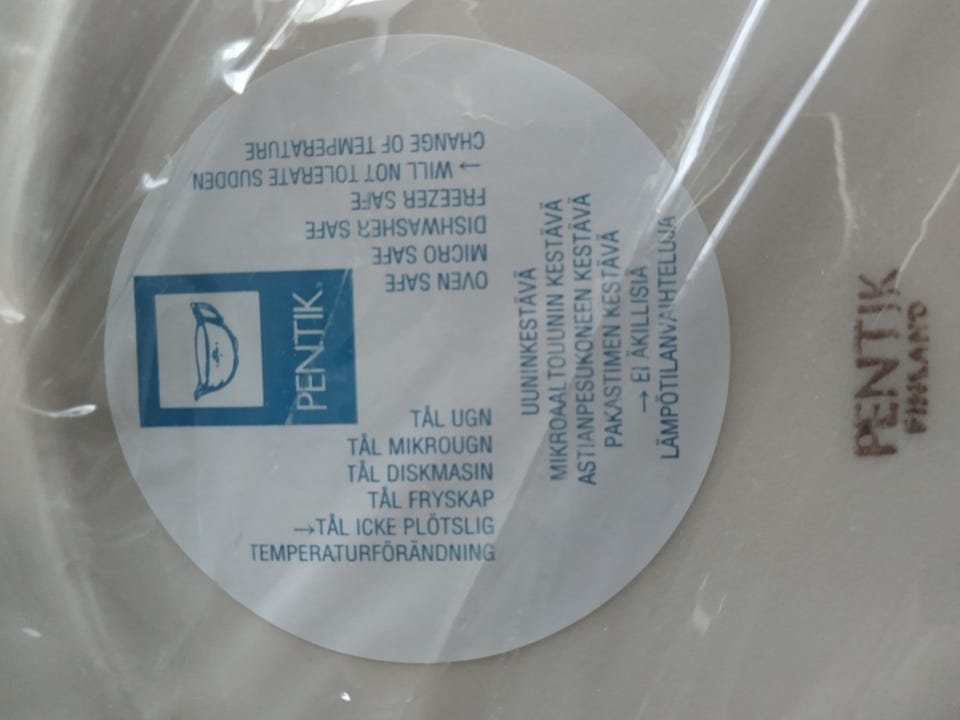 PENTIK
OVEN SAFE
MICRO SAFE
DISHWASHER SAFE
FREEZER SAFE
→ WILL NOT TOLERATE SUDDEN
CHANGE OF TEMPERATURE
UUNINKESTÄVÄ
MIKROAALTOUUNIN KESTÄVÄ
ASTIANPESUKONEEN KESTÄVÄ
PAKASTIMEN KESTÄVÄ
→ EI ÄKILLISIÄ
LÄMPÖTILANVAIHTELUJA
TÅL UGN
TÅL MIKROUGN
TÅL DISKMASIN
TÅL FRYSKAP
→TÅL ICKE PLÖTSLIG
TEMPERATURFÖRÄNDNING
PENTIK
FINLAND